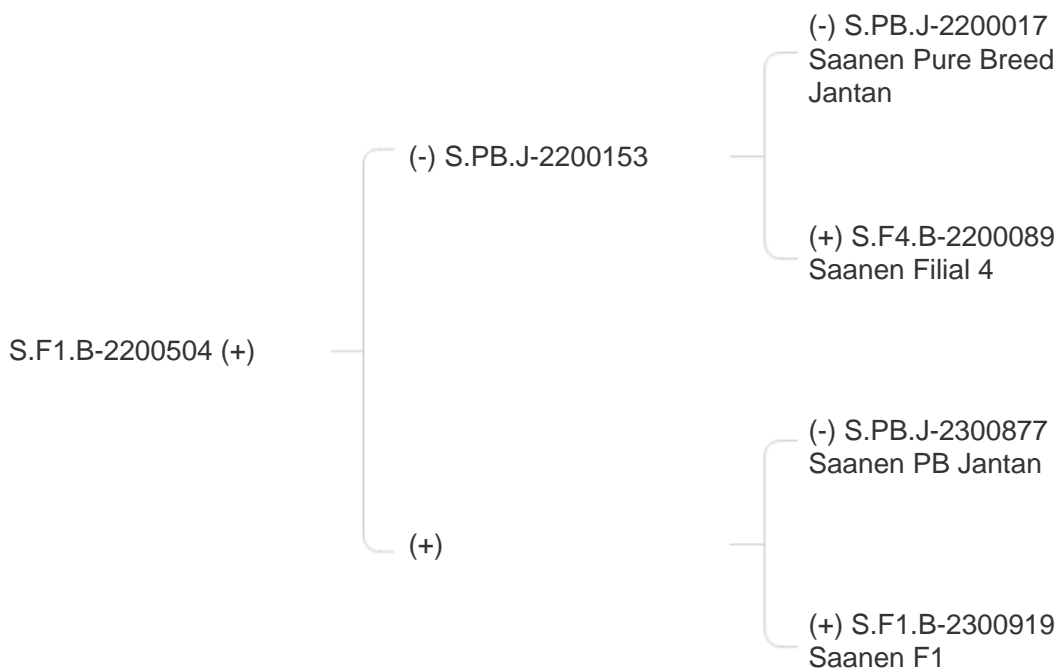 (-) S.PB.J-2200017
Saanen Pure Breed
Jantan
(-) S.PB.J-2200153
(+) S.F4.B-2200089
Saanen Filial 4
S.F1.B-2200504 (+)
(-) S.PB.J-2300877
Saanen PB Jantan
(+)
(+) S.F1.B-2300919
Saanen F1